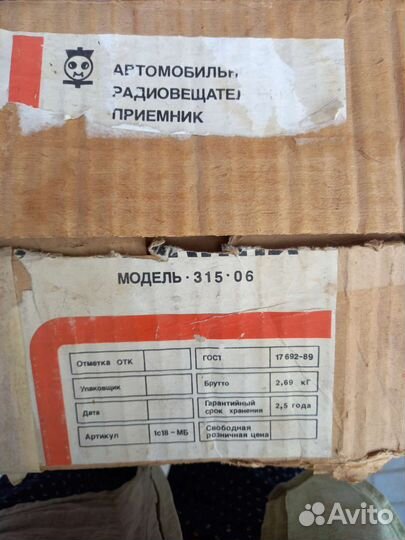 АВТОМОБИЛЬН
РАДИОВЕЩАТЕЛ
ПРИЕМНИК
МОДЕЛЬ·315·06
Отметка ОТК
ГОСТ 17692-89
Упаковщик
Брутто 2,69 кГ
Дата
Гарантийный срок хранения 2,5 года
Артикул 1с18-МБ
Свободная розничная цена
Avito